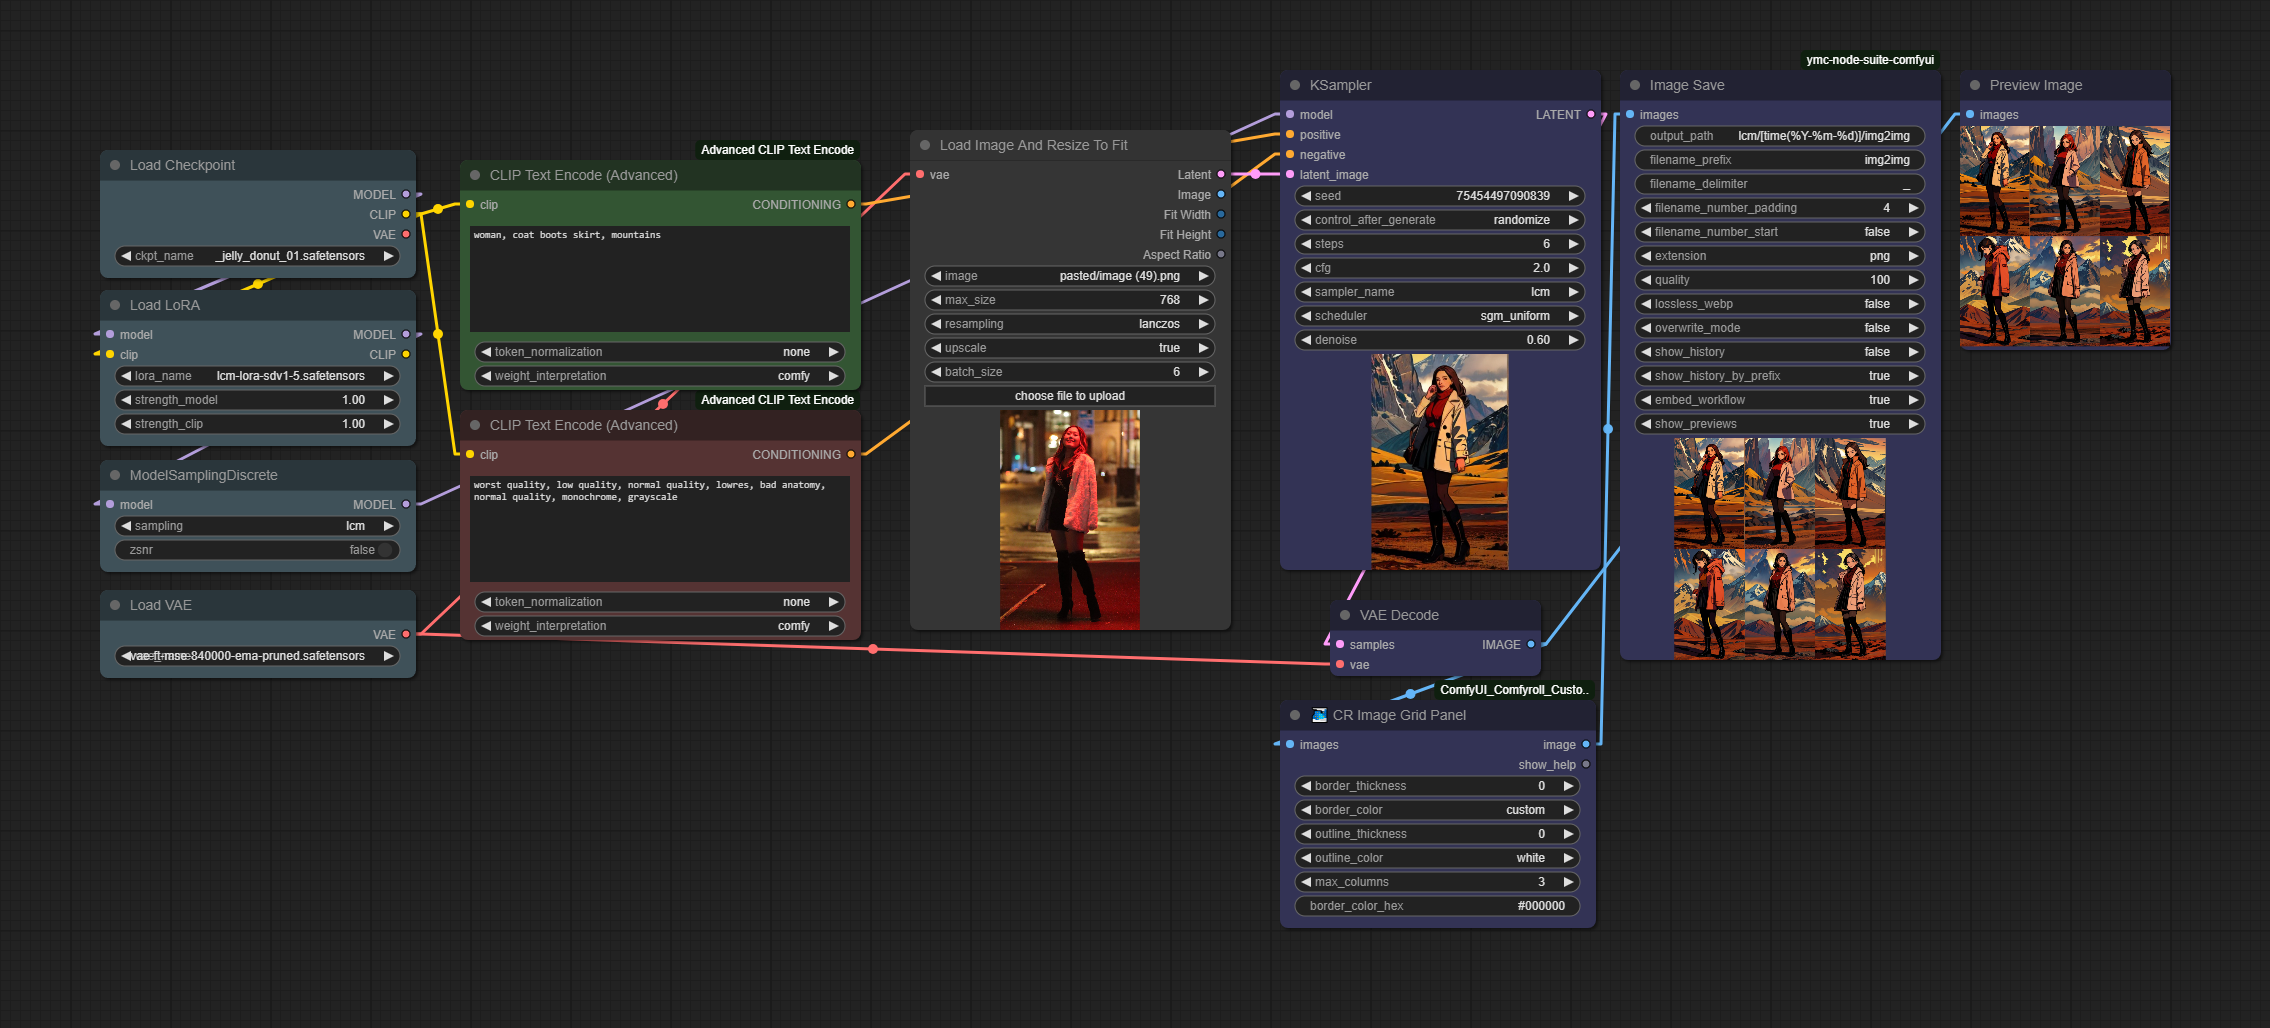 Load Checkpoint
MODEL
CLIP
VAE
ckpt_name _jelly_donut_01.safetensors
Load LoRA
model MODEL
clip CLIP
lora_name lcm-lora-sdv1-5.safetensors
strength_model 1.00
strength_clip 1.00
ModelSamplingDiscrete
model MODEL
sampling lcm
zsnr false
Load VAE
VAE
vae-ft-mse-840000-ema-pruned.safetensors
Advanced CLIP Text Encode
CLIP Text Encode (Advanced)
clip CONDITIONING
woman, coat boots skirt, mountains
token_normalization none
weight_interpretation comfy
Advanced CLIP Text Encode
CLIP Text Encode (Advanced)
clip CONDITIONING
worst quality, low quality, normal quality, lowres, bad anatomy,
normal quality, monochrome, grayscale
token_normalization none
weight_interpretation comfy
Load Image And Resize To Fit
vae Latent
Image
Fit Width
Fit Height
Aspect Ratio
image pasted/image (49).png
max_size 768
resampling lanczos
upscale true
batch_size 6
choose file to upload
KSampler
model LATENT
positive
negative
latent_image
seed 75454497090839
control_after_generate randomize
steps 6
cfg 2.0
sampler_name lcm
scheduler sgm_uniform
denoise 0.60
VAE Decode
samples IMAGE
vae
ComfyUI_Comfyroll_Custo..
CR Image Grid Panel
images image
show_help
border_thickness 0
border_color custom
outline_thickness 0
outline_color white
max_columns 3
border_color_hex #000000
ymc-node-suite-comfyui
Image Save
images
output_path lcm/[time(%Y-%m-%d)]/img2img
filename_prefix img2img
filename_delimiter _
filename_number_padding 4
filename_number_start false
extension png
quality 100
lossless_webp false
overwrite_mode false
show_history false
show_history_by_prefix true
embed_workflow true
show_previews true
Preview Image
images